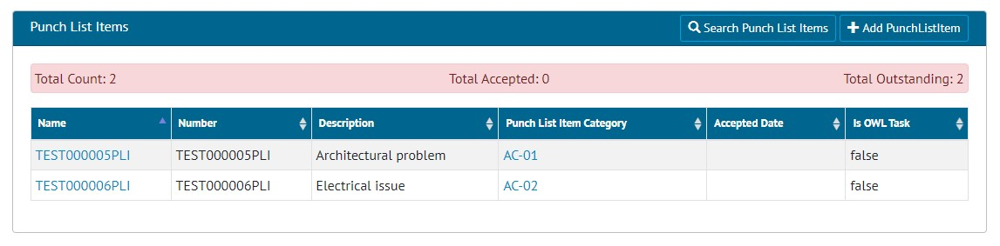 Punch List Items
Search Punch List Items
Add PunchListItem
Total Count: 2 Total Accepted: 0 Total Outstanding: 2
Name Number Description Punch List Item Category Accepted Date Is OWL Task
TEST000005PLI TEST000005PLI Architectural problem AC-01 false
TEST000006PLI TEST000006PLI Electrical issue AC-02 false